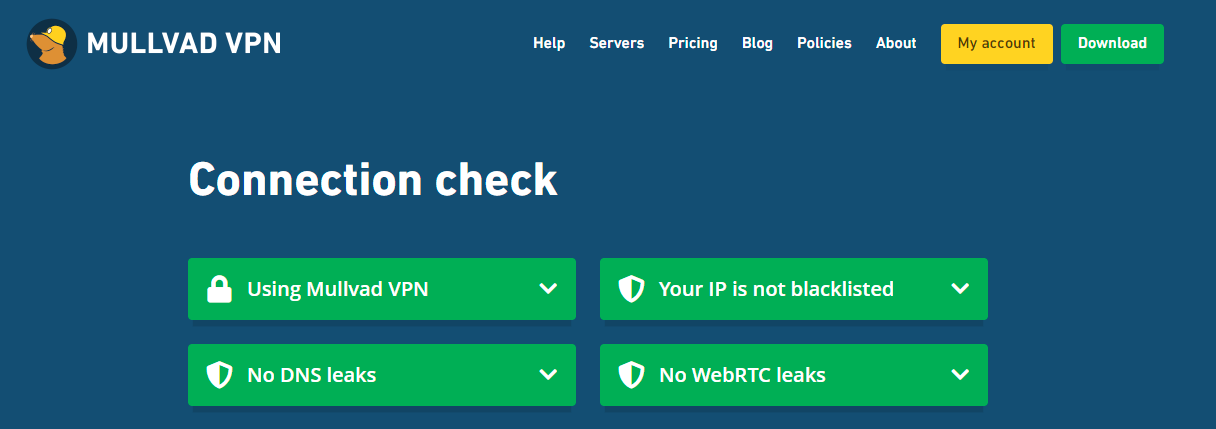 MULLVAD VPN
Help Servers Pricing Blog Policies About My account Download
Connection check
Using Mullvad VPN
Your IP is not blacklisted
No DNS leaks
No WebRTC leaks